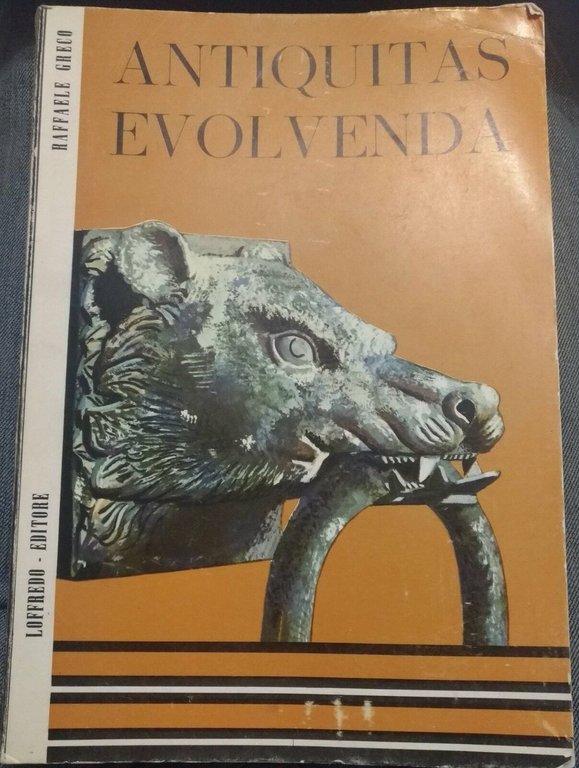 ANTIQUITAS
EVOLVENDA
RAFFAELE GRECO
LOFFREDO - EDITORE